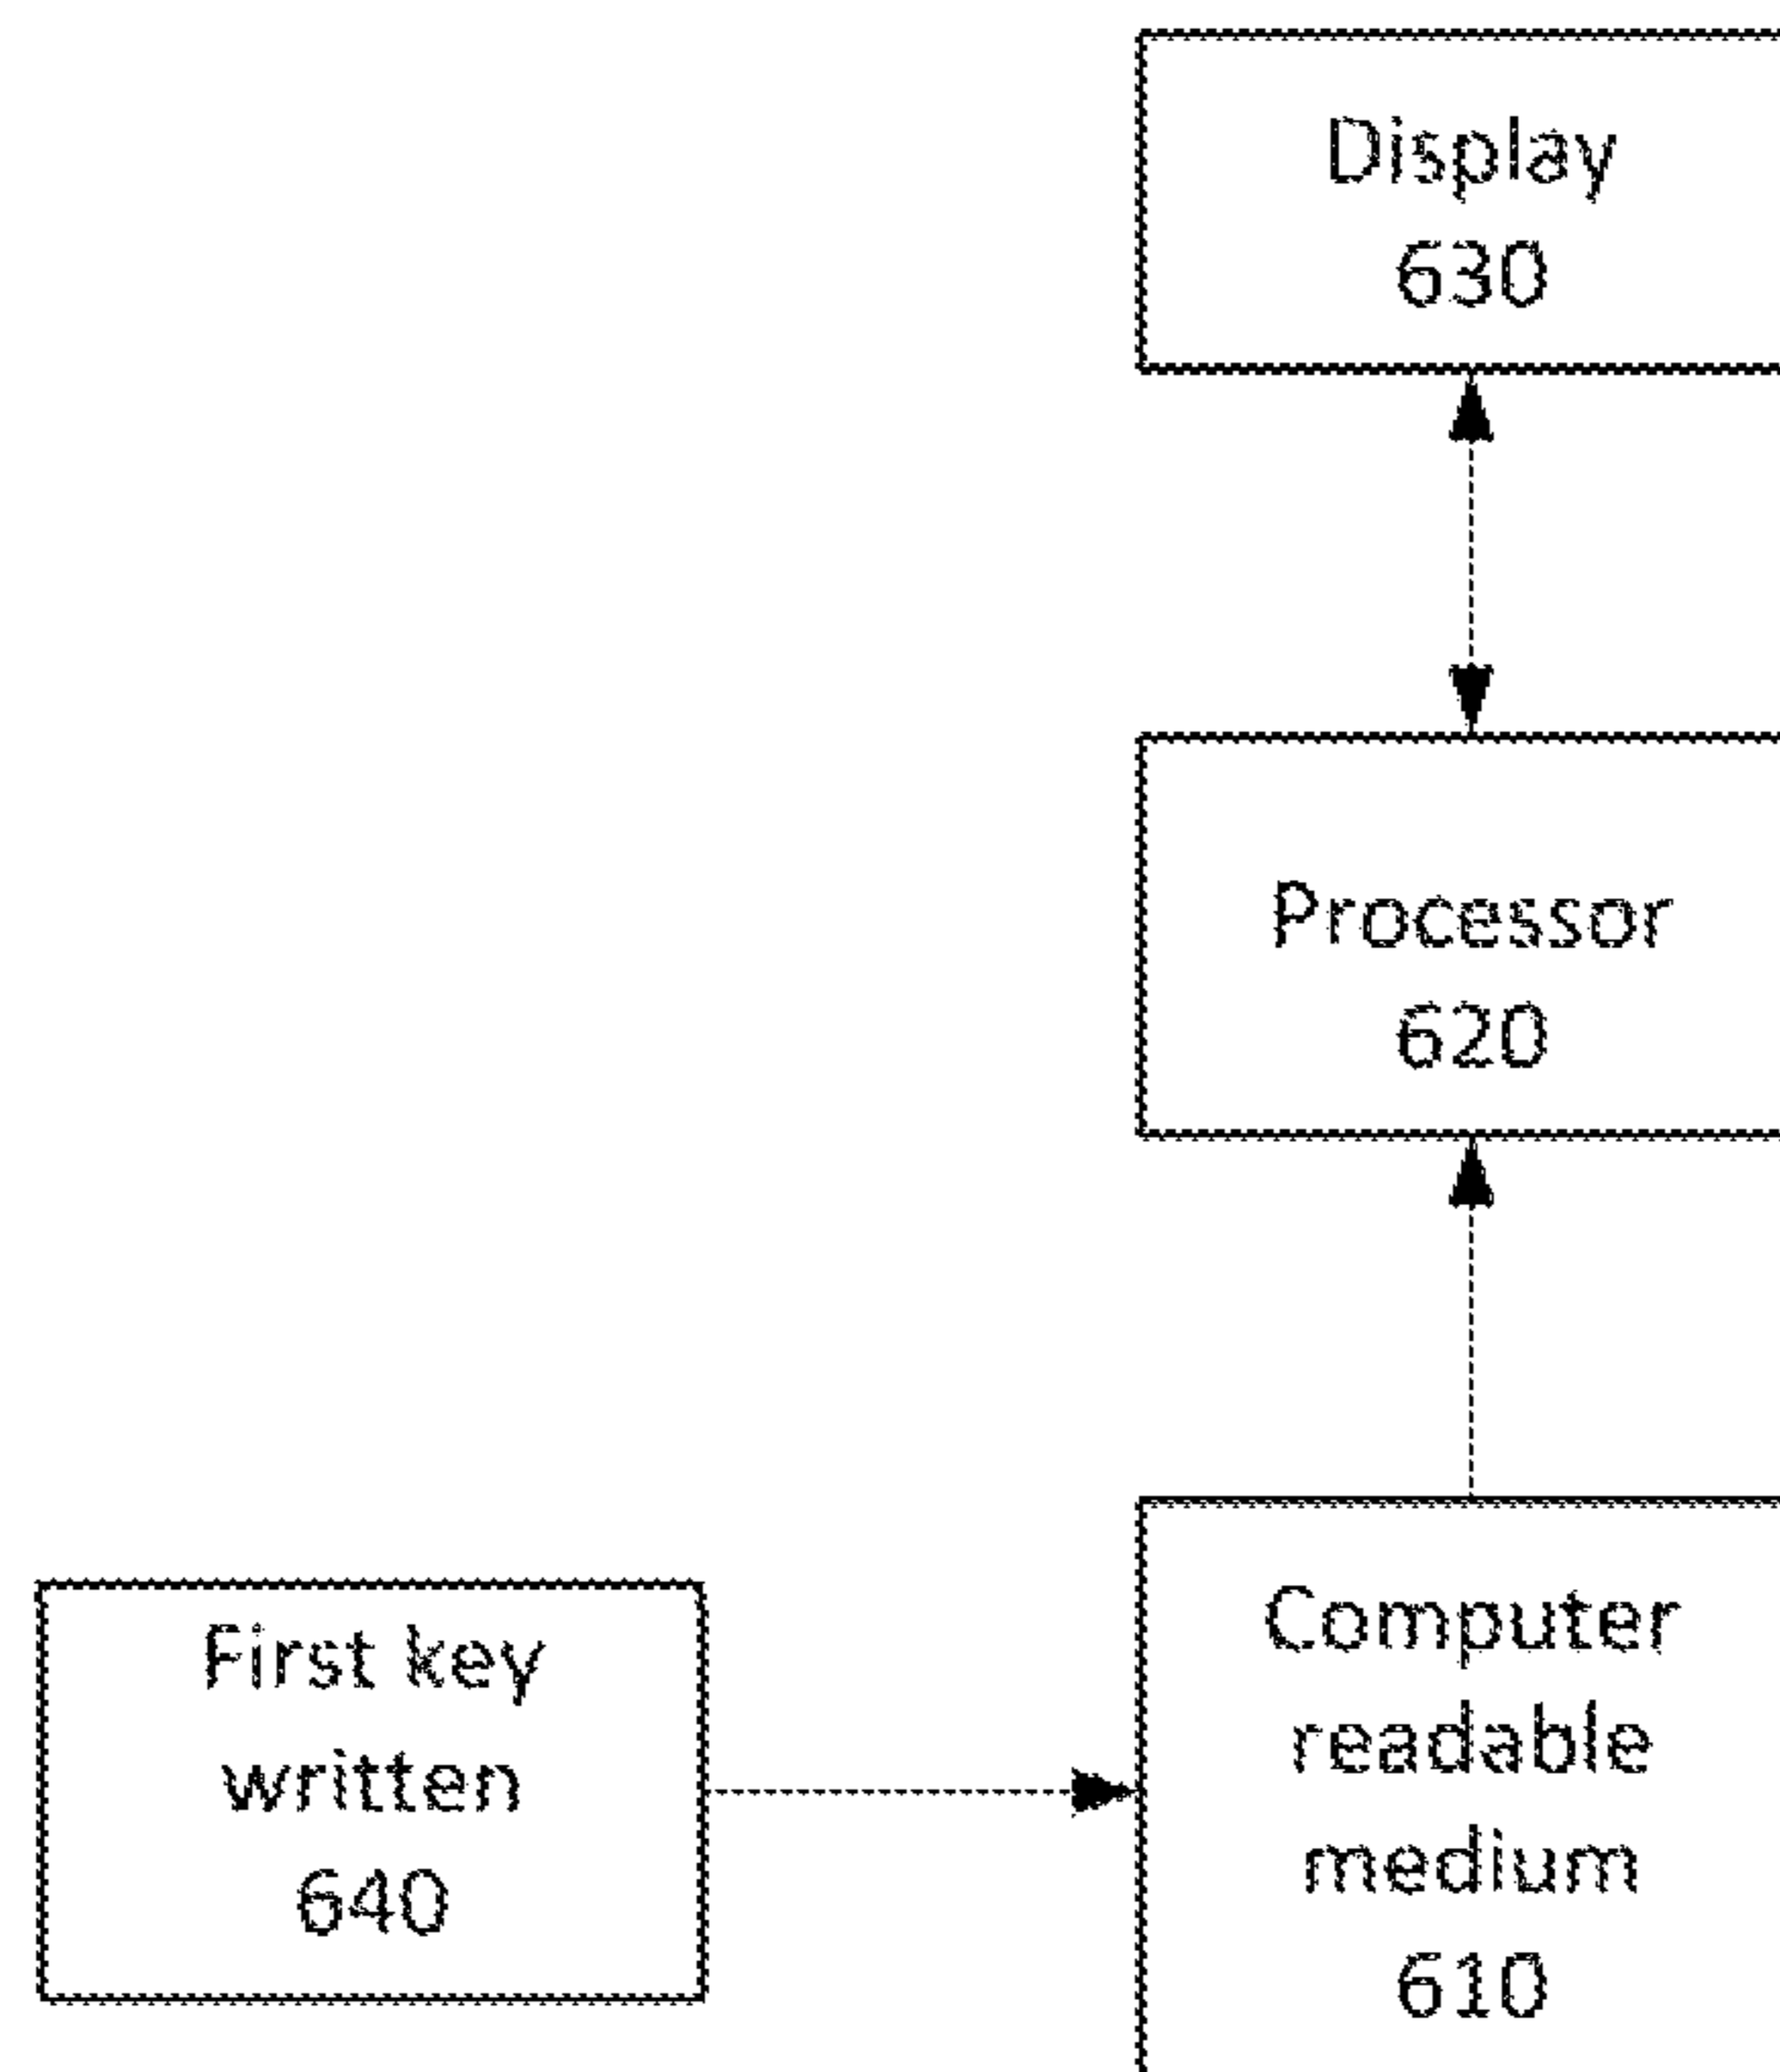 Display
630
Processor
620
First key
written
640
Computer
readable
medium
610